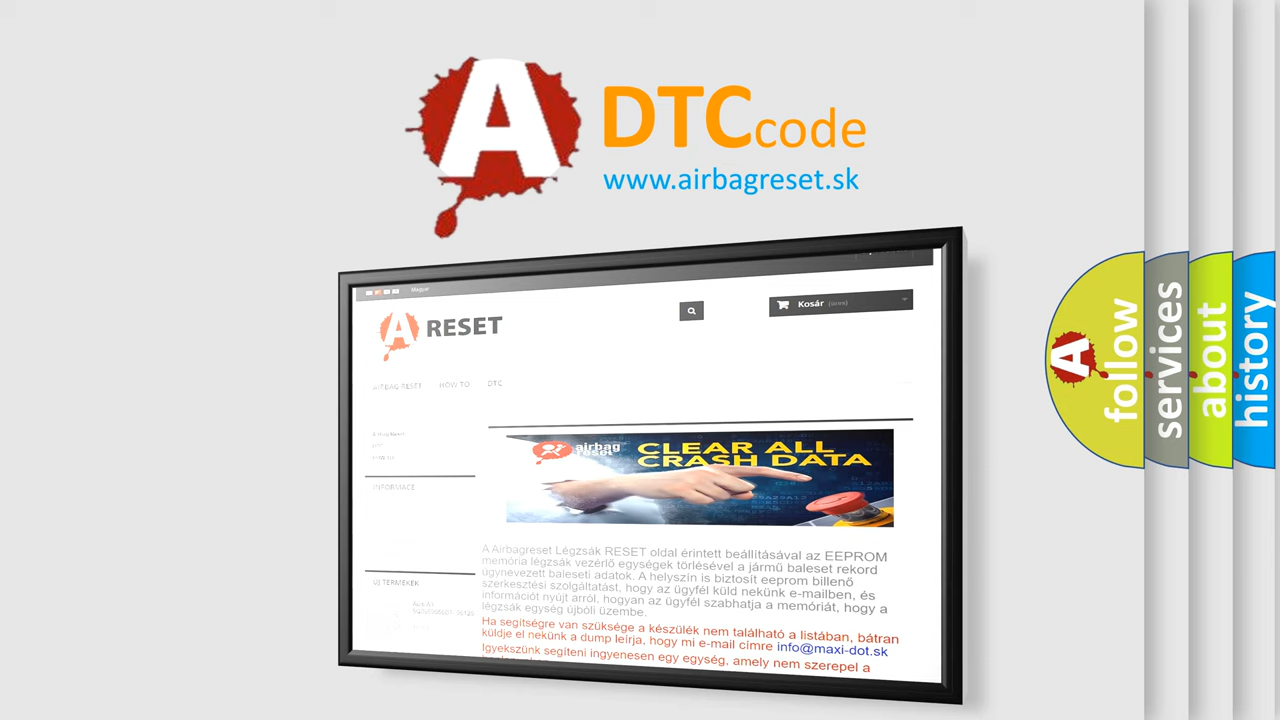 A DTC code
www.airbagreset.sk
Magyar
A RESET
Kosár (üres)
AIRBAG RESET HOW TO DTC
INFORMACE
ÚJ TERMÉKEK
airbag
reset
CLEAR ALL
CRASH DATA
A Airbagreset Légzsák RESET oldal érintett beállításával az EEPROM
memória légzsák vezérlő egységek törlésével a jármű baleset rekord
úgynevezett baleseti adatok. A helyszín is biztosít eeprom billenő
szerkesztési szolgáltatást, hogy az ügyfél küld nekünk e-mailben, és
információt nyújt arról, hogyan az ügyfél szabhatja a memóriát, hogy a
légzsák egység újbóli üzembe.
Ha segítségre van szüksége a készülék nem található a listában, bátran
küldje el nekünk a dump leírja, hogy mi e-mail címre info@maxi-dot.sk
Igyekszünk segíteni ingyenesen egy egység, amely nem szerepel a
A
follow
services
about
history